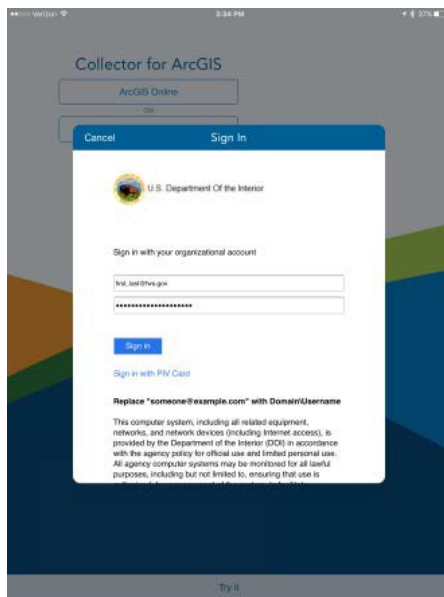 Verizon
3:34 PM
37%
Collector for ArcGIS
ArcGIS Online
OR
Cancel
Sign In
U.S. Department Of the Interior
Sign in with your organizational account
first_last@fws.gov
••••••••••••••••••••
Sign in
Sign in with PIV Card
Replace "someone@example.com" with Domain\Username
This computer system, including all related equipment,
networks, and network devices (including Internet access), is
provided by the Department of the Interior (DOI) in accordance
with the agency policy for official use and limited personal use.
All agency computer systems may be monitored for all lawful
purposes, including but not limited to, ensuring that use is
Try it